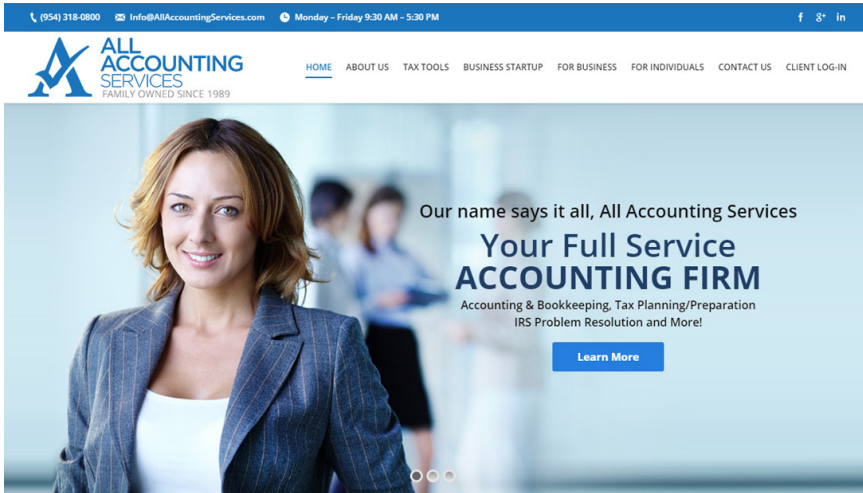 (954) 318-0800 Info@AllAccountingServices.com Monday – Friday 9:30 AM – 5:30 PM f g+ in
ALL
ACCOUNTING
SERVICES
FAMILY OWNED SINCE 1989
HOME ABOUT US TAX TOOLS BUSINESS STARTUP FOR BUSINESS FOR INDIVIDUALS CONTACT US CLIENT LOG-IN
Our name says it all, All Accounting Services
Your Full Service
ACCOUNTING FIRM
Accounting & Bookkeeping, Tax Planning/Preparation
IRS Problem Resolution and More!
Learn More